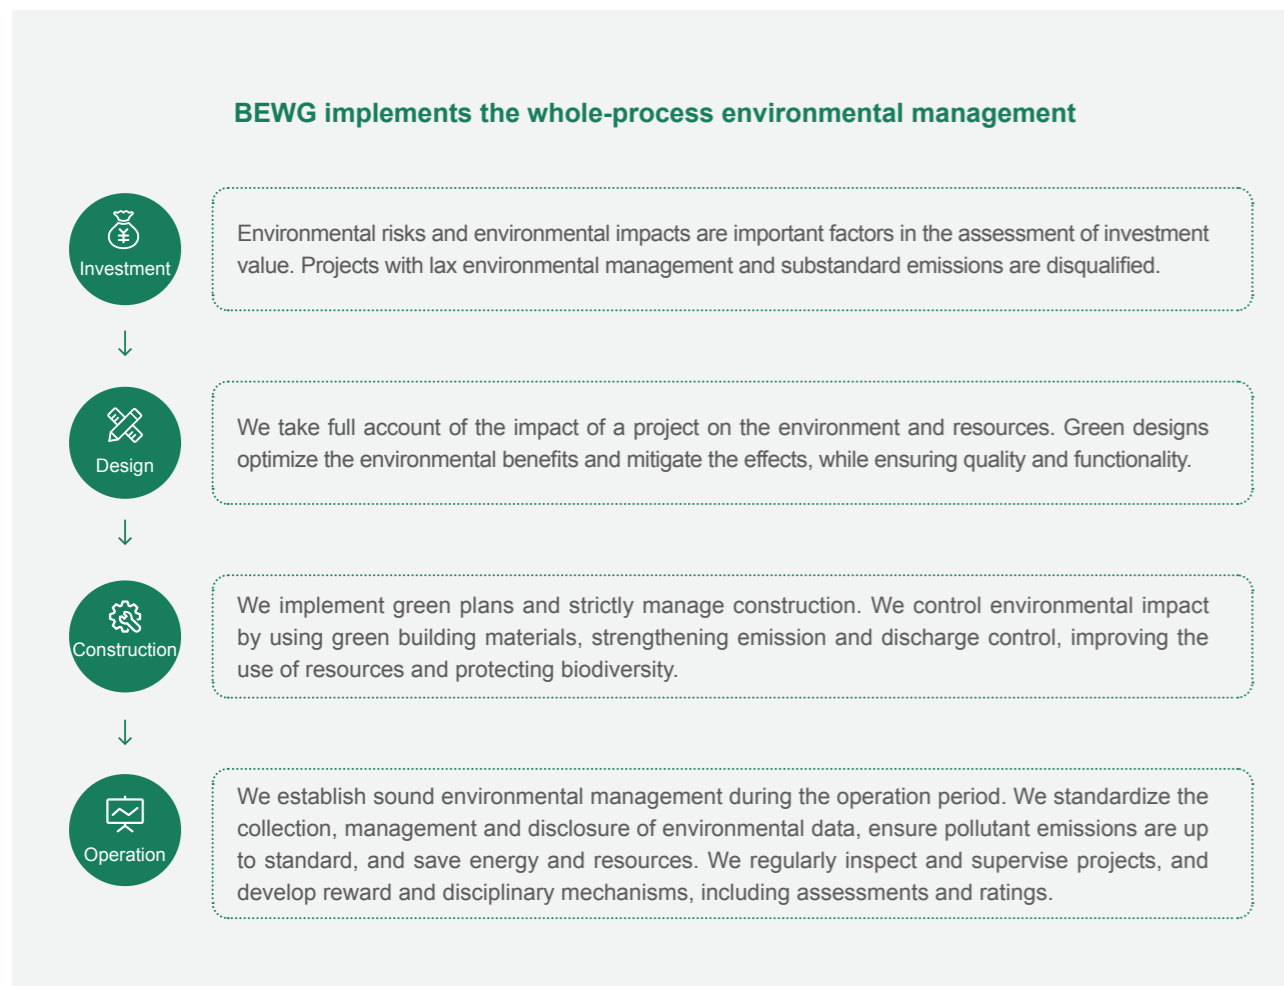 BEWG implements the whole-process environmental management
Investment
Environmental risks and environmental impacts are important factors in the assessment of investment
value. Projects with lax environmental management and substandard emissions are disqualified.
Design
We take full account of the impact of a project on the environment and resources. Green designs
optimize the environmental benefits and mitigate the effects, while ensuring quality and functionality.
Construction
We implement green plans and strictly manage construction. We control environmental impact
by using green building materials, strengthening emission and discharge control, improving the
use of resources and protecting biodiversity.
Operation
We establish sound environmental management during the operation period. We standardize the
collection, management and disclosure of environmental data, ensure pollutant emissions are up
to standard, and save energy and resources. We regularly inspect and supervise projects, and
develop reward and disciplinary mechanisms, including assessments and ratings.